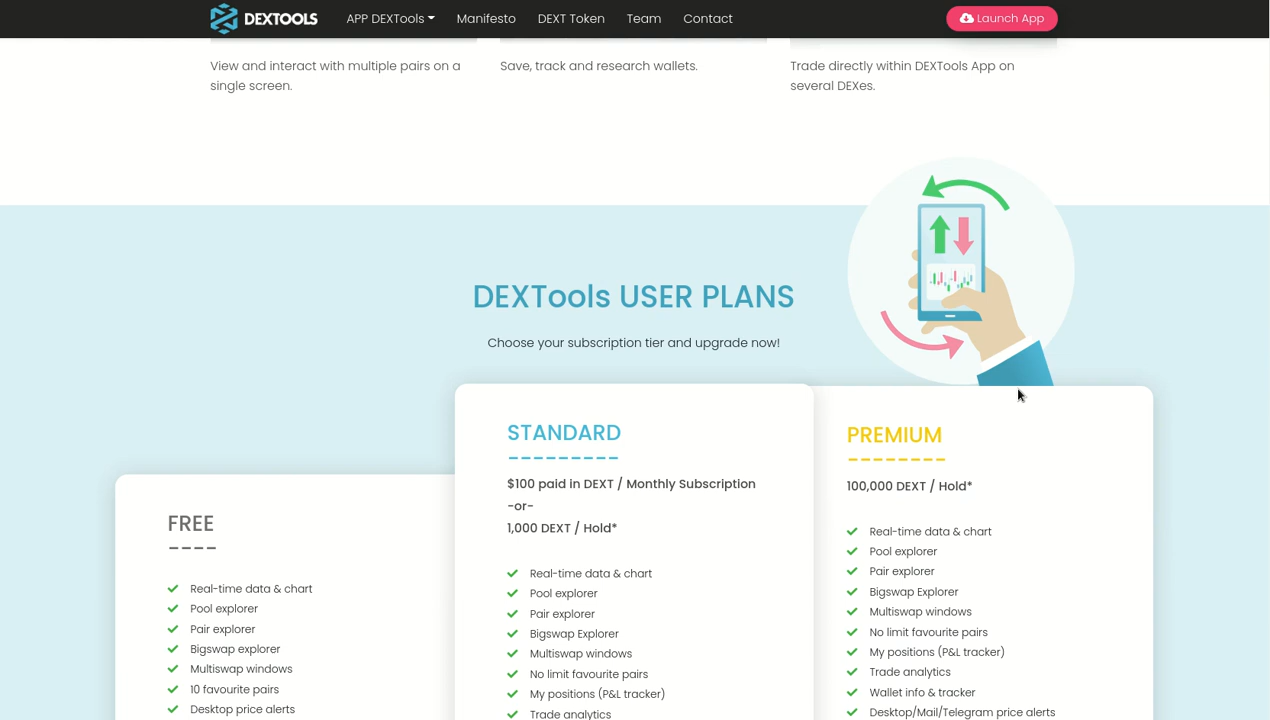 DEXTOOLS
APP DEXTools
Manifesto
DEXT Token
Team
Contact
Launch App
View and interact with multiple pairs on a
single screen.
Save, track and research wallets.
Trade directly within DEXTools App on
several DEXes.
DEXTools USER PLANS
Choose your subscription tier and upgrade now!
FREE
Real-time data & chart
Pool explorer
Pair explorer
Bigswap explorer
Multiswap windows
10 favourite pairs
Desktop price alerts
STANDARD
$100 paid in DEXT / Monthly Subscription
-or-
1,000 DEXT / Hold*
Real-time data & chart
Pool explorer
Pair explorer
Bigswap Explorer
Multiswap windows
No limit favourite pairs
My positions (P&L tracker)
Trade analytics
PREMIUM
100,000 DEXT / Hold*
Real-time data & chart
Pool explorer
Pair explorer
Bigswap Explorer
Multiswap windows
No limit favourite pairs
My positions (P&L tracker)
Trade analytics
Wallet info & tracker
Desktop/Mail/Telegram price alerts